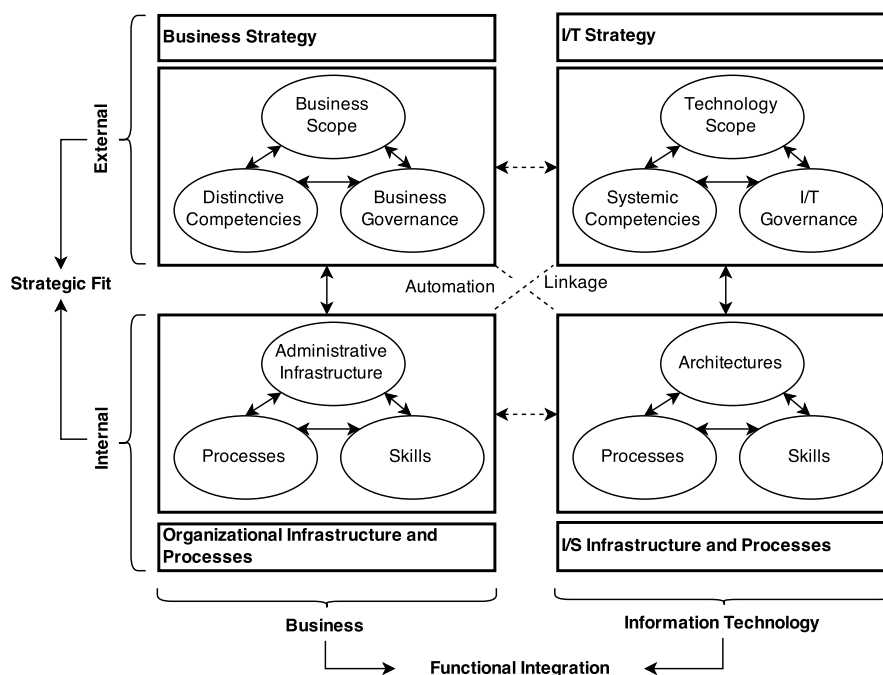 Business Strategy
I/T Strategy
External
Business
Scope
Technology
Scope
Distinctive
Competencies
Business
Governance
Systemic
Competencies
I/T
Governance
Strategic Fit
Automation
Linkage
Internal
Administrative
Infrastructure
Architectures
Processes
Skills
Processes
Skills
Organizational Infrastructure and
Processes
I/S Infrastructure and Processes
Business
Information Technology
Functional Integration